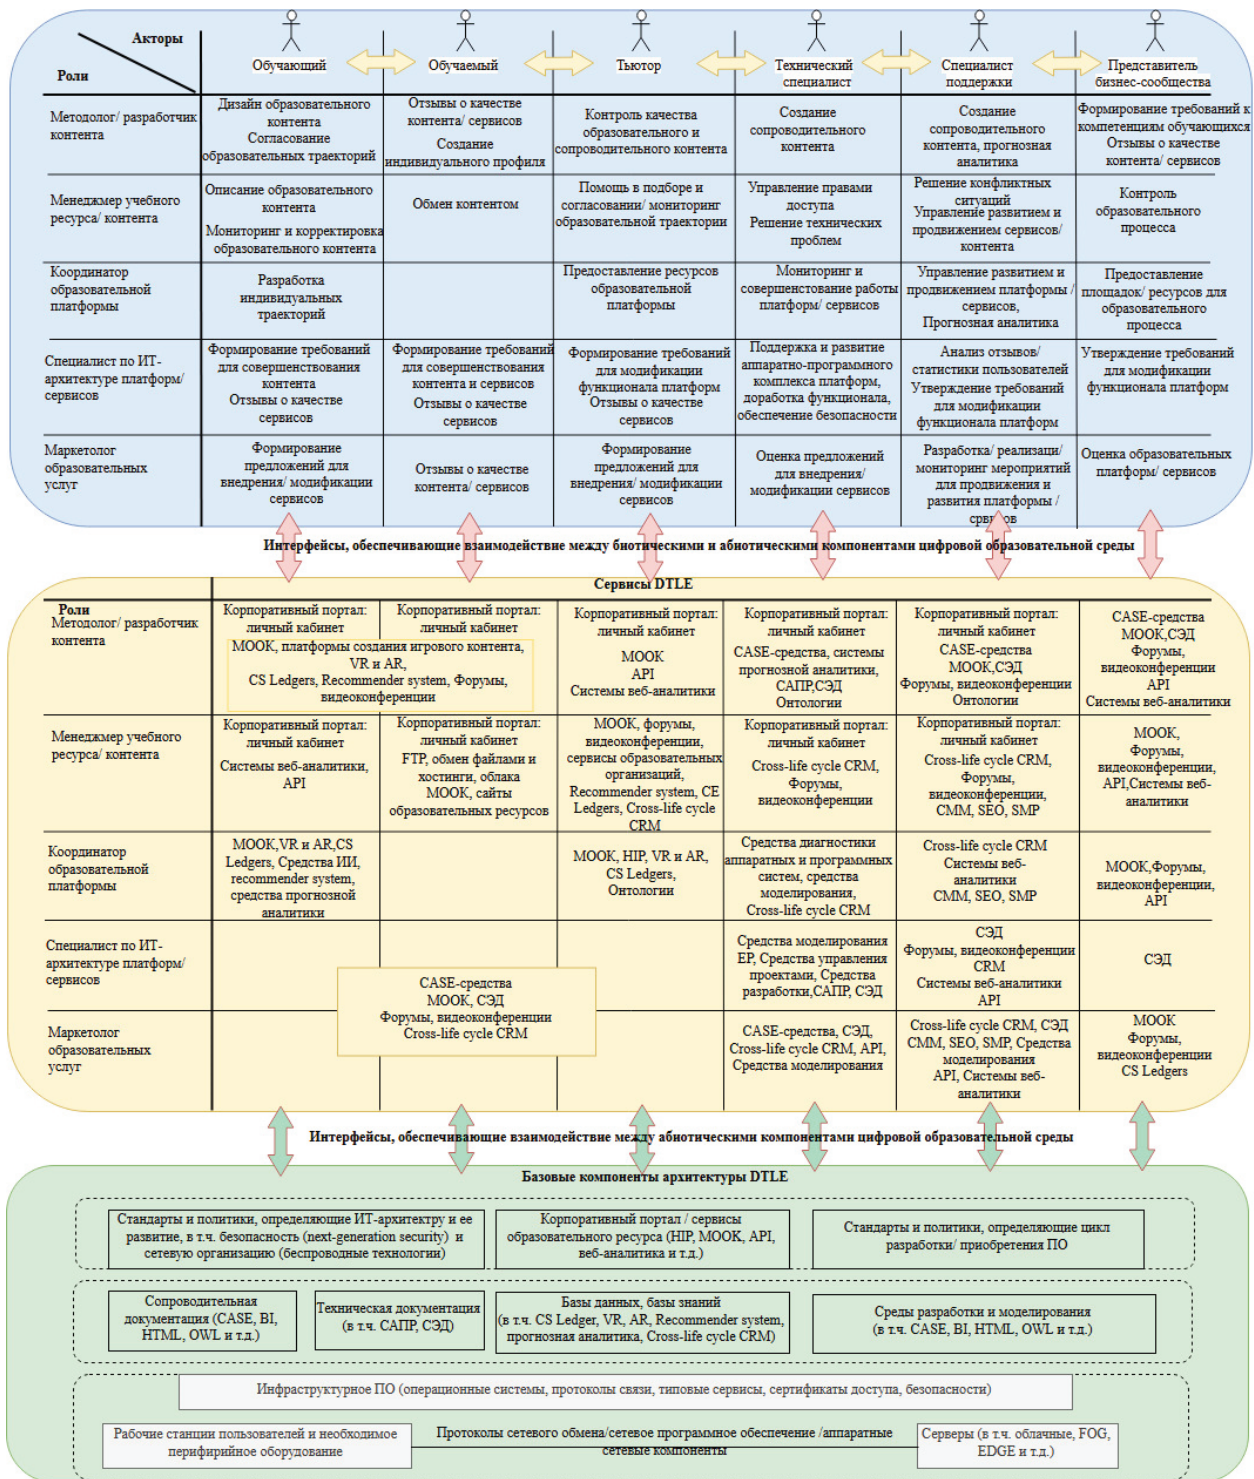 Акторы
Роли
Обучающий
Обучаемый
Тьютор
Технический
специалист
Специалист
поддержки
Представитель
бизнес-сообщества
Методолог/ разработчик
контента
Дизайн образовательного
контента
Согласование
образовательных траекторий
Отзывы о качестве
контента/ сервисов
Создание
индивидуального профиля
Контроль качества
образовательного и
сопроводительного контента
Создание
сопроводительного
контента
Создание
сопроводительного
контента, прогнозная
аналитика
Формирование требований к
компетенциям обучающихся
Отзывы о качестве
контента/ сервисов
Менеджмер учебного
ресурса/ контента
Описание образовательного
контента
Мониторинг и корректировка
образовательного контента
Обмен контентом
Помощь в подборе и
согласовании/ мониторинг
образовательной траектории
Управление правами
доступа
Решение технических
проблем
Решение конфликтных
ситуаций
Управление развитием и
продвижением сервисов/
контента
Контроль
образовательного
процесса
Координатор
образовательной
платформы
Разработка
индивидуальных
траекторий
Предоставление ресурсов
образовательной
платформы
Мониторинг и
совершенстование работы
платформ/ сервисов
Управление развитием и
продвижением платформы /
сервисов,
Прогнозная аналитика
Предоставление
площадок/ ресурсов для
образовательного
процесса
Специалист по ИТ-
архитектуре платформ/
сервисов
Формирование требований
для совершенствования
контента
Отзывы о качестве
сервисов
Формирование требований
для совершенствования
контента и сервисов
Отзывы о качестве
сервисов
Формирование требований
для модификации
функционала платформ
Отзывы о качестве
сервисов
Поддержка и развитие
аппаратно-программного
комплекса платформ,
доработка функционала,
обеспечение безопасности
Анализ отзывы/
статистики пользователей
Утверждение требований
для модификации
функционала платформ
Утверждение требований
для модификации
функционала платформ
Маркетолог
образовательных
услуг
Формирование
предложений для
внедрения/ модификации
сервисов
Отзывы о качестве
контента/ сервисов
Формирование
предложений для
внедрения/ модификации
сервисов
Оценка предложений
для внедрения/
модификации сервисов
Разработка/ реализаци/
мониторинг мероприятий
для продвижения и
развития платформы /
Оценка образовательных
платформ/ сервисов
Интерфейсы, обеспечивающие взаимодействие между биотическими и абиотическими компонентами цифровой образовательной среды
Сервисы DTLE
Роли
Методолог/ разработчик
контента
Корпоративный портал:
личный кабинет
Корпоративный портал:
личный кабинет
МООК, платформы создания игрового контента,
VR и AR,
CS Ledgers, Recommender system, Форумы,
видеоконференции
Корпоративный портал:
личный кабинет
МООК
API
Системы веб-аналитики
Корпоративный портал:
личный кабинет
CASE-средства, системы
прогнозной аналитики,
САПР,СЭД
Онтологии
Корпоративный портал:
личный кабинет
CASE-средства
МООК,СЭД
Форумы, видеоконференции
Онтологии
CASE-средства
МООК,СЭД
Форумы,
видеоконференции
API
Системы веб-аналитики
Менеджмер учебного
ресурса/ контента
Корпоративный портал:
личный кабинет
Системы веб-аналитики,
API
Корпоративный портал:
личный кабинет
FTP, обмен файлами и
хостинги, облака
МООК, сайты
образовательных ресурсов
МООК, форумы,
видеоконференции,
сервисы образовательных
организаций,
Recommender system, CE
Ledgers, Cross-life cycle
CRM
Корпоративный портал:
личный кабинет
Cross-life cycle CRM,
Форумы,
видеоконференции
Корпоративный портал:
личный кабинет
Cross-life cycle CRM,
Форумы,
видеоконференции,
CMM, SEO, SMP
МООК,
Форумы,
видеоконференции,
API,Системы веб-
аналитики
Координатор
образовательной
платформы
МООК,VR и AR,CS
Ledgers, Средства ИИ,
recommender system,
средства прогнозной
аналитики
МООК, HIP, VR и AR,
CS Ledgers,
Онтологии
Средства диагностики
аппаратных и программных
систем, средства
моделирования,
Cross-life cycle CRM
Cross-life cycle CRM
Системы веб-
аналитики
CMM, SEO, SMP
МООК,Форумы,
видеоконференции,
API
Специалист по ИТ-
архитектуре платформ/
сервисов
CASE-средства
МООК, СЭД
Форумы, видеоконференции
Cross-life cycle CRM
Средства моделирования
ЕР, Средства управления
проектами, Средства
разработки,САПР, СЭД
СЭД
Форумы, видеоконференции
CRM
Системы веб-аналитики
API
СЭД
Маркетолог
образовательных
услуг
CASE-средства, СЭД,
Cross-life cycle CRM, API,
Средства моделирования
Cross-life cycle CRM, СЭД
CMM, SEO, SMP, Средства
моделирования
API, Системы веб-
аналитики
МООК
Форумы,
видеоконференции
CS Ledgers
Интерфейсы, обеспечивающие взаимодействие между абиотическими компонентами цифровой образовательной среды
Базовые компоненты архитектуры DTLE
Стандарты и политики, определяющие ИТ-архитектру и ее
развитие, в т.ч. безопасность (next-generation security) и
сетевую организацию (беспроводные технологии)
Корпоративный портал / сервисы
образовательного ресурса (HIP, МООК, API,
веб-аналитика и т.д.)
Стандарты и политики, определяющие цикл
разработки/ приобретения ПО
Сопроводительная
документация (CASE, BI,
HTML, OWL и т.д.)
Техническая документация
(в т.ч. САПР, СЭД)
Базы данных, базы знаний
(в т.ч. CS Ledger, VR, AR, Recommender system,
прогнозная аналитика, Cross-life cycle CRM)
Среды разработки и моделирования
(в т.ч. CASE, BI, HTML, OWL и т.д.)
Инфраструктурное ПО (операционные системы, протоколы связи, типовые сервисы, сертификаты доступа, безопасности)
Рабочие станции пользователей и необходимое
перифирийное оборудование
Протоколы сетевого обмена/сетевое программное обеспечение /аппаратные
сетевые компоненты
Серверы (в т.ч. облачные, FOG,
EDGE и т.д.)